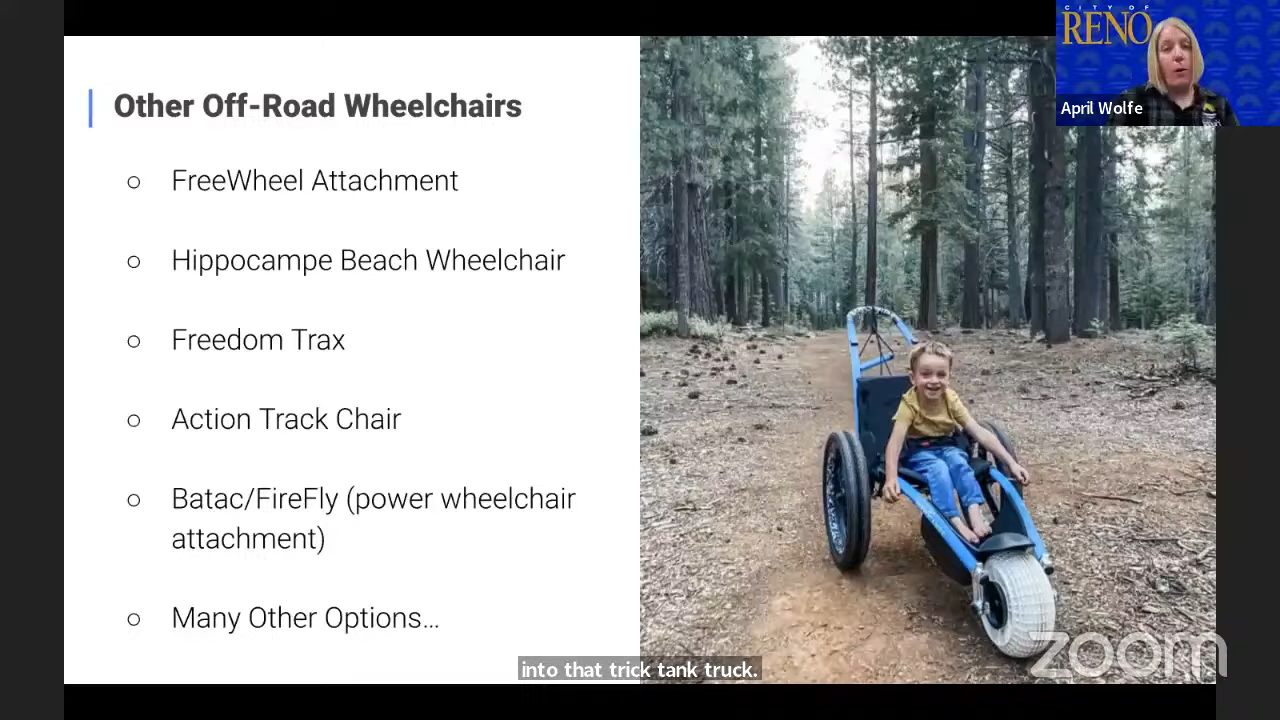 CITY OF
RENO
April Wolfe
Other Off-Road Wheelchairs
○ FreeWheel Attachment
○ Hippocampe Beach Wheelchair
○ Freedom Trax
○ Action Track Chair
○ Batac/FireFly (power wheelchair
attachment)
○ Many Other Options…
into that trick tank truck.
zoom